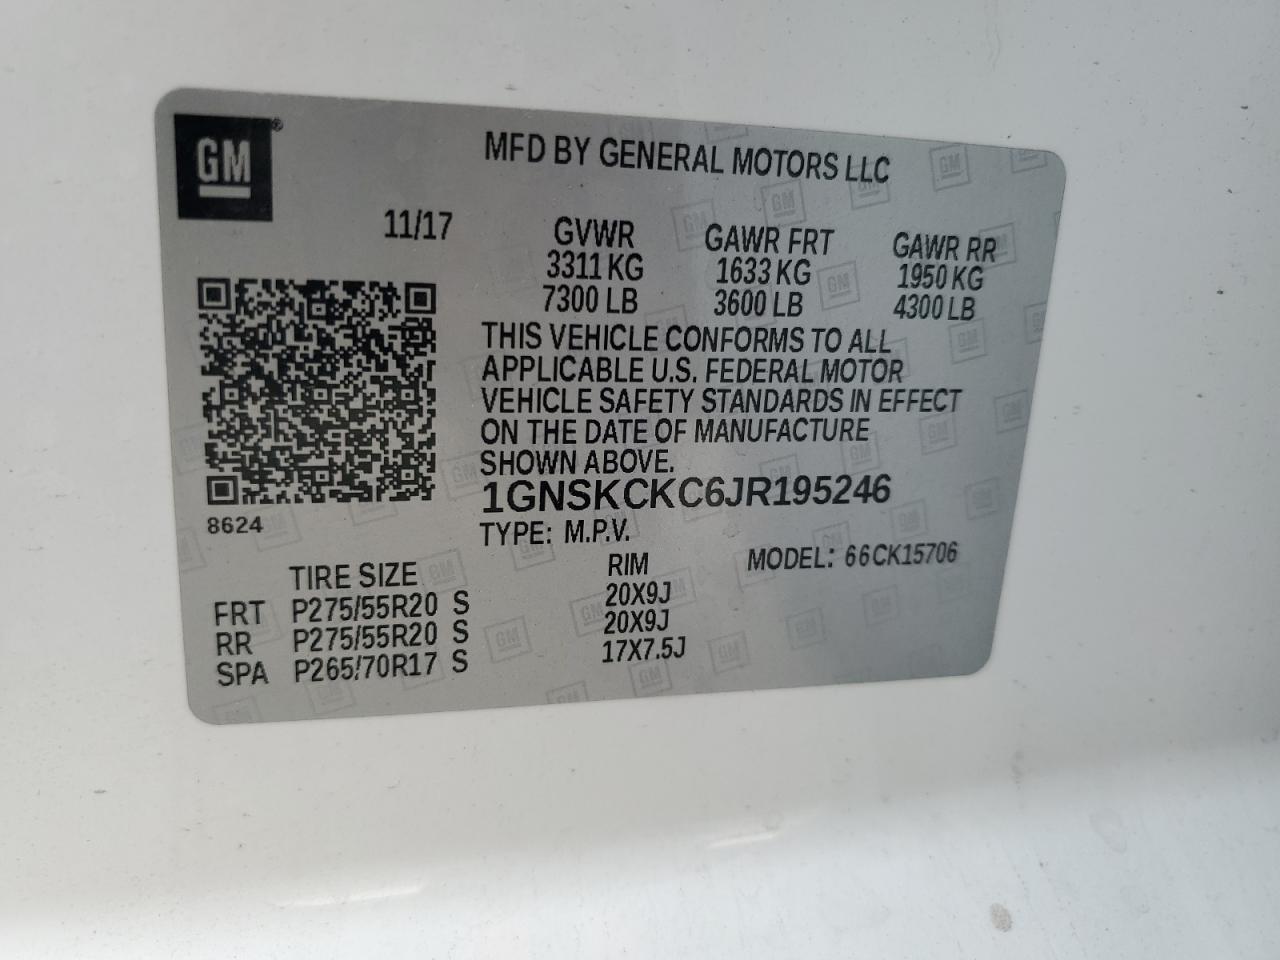 GM®
MFD BY GENERAL MOTORS LLC
11/17
GVWR GAWR FRT GAWR RR
3311 KG 1633 KG 1950 KG
7300 LB 3600 LB 4300 LB
THIS VEHICLE CONFORMS TO ALL
APPLICABLE U.S. FEDERAL MOTOR
VEHICLE SAFETY STANDARDS IN EFFECT
ON THE DATE OF MANUFACTURE
SHOWN ABOVE.
1GNSKCKC6JR195246
8624
TYPE: M.P.V.
MODEL: 66CK15706
TIRE SIZE RIM
FRT P275/55R20 S 20X9J
RR P275/55R20 S 20X9J
SPA P265/70R17 S 17X7.5J